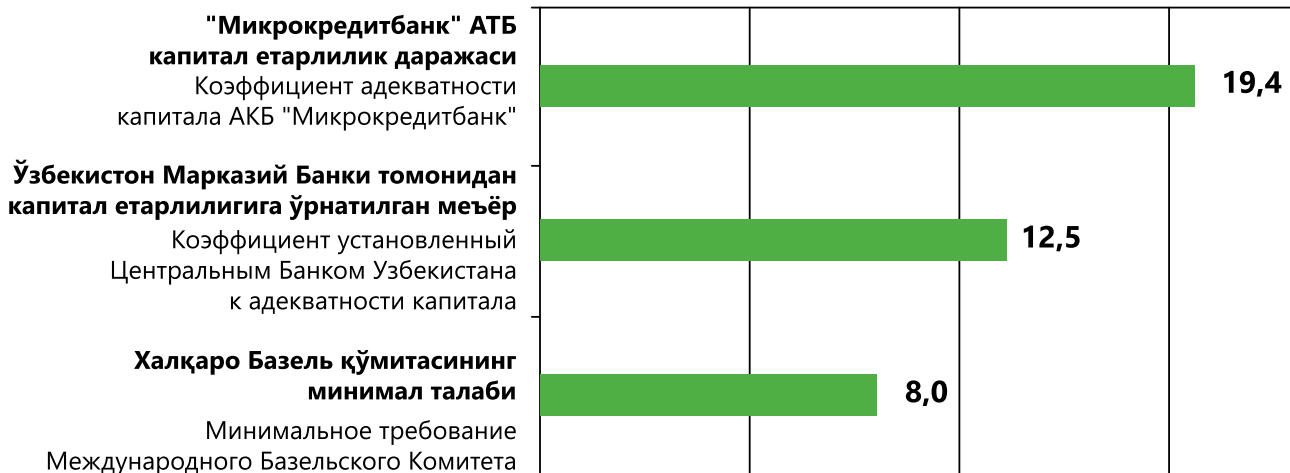 "Микрокредитбанк" АТБ
капитал етарлилик даражаси
Коэффициент адекватности
капитала АКБ "Микрокредитбанк"
19,4
Ўзбекистон Марказий Банки томонидан
капитал етарлилигига ўрнатилган меъёр
Коэффициент установленный
Центральным Банком Узбекистана
к адекватности капитала
12,5
Халқаро Базель қўмитасининг
минимал талаби
Минимальное требование
Международного Базельского Комитета
8,0